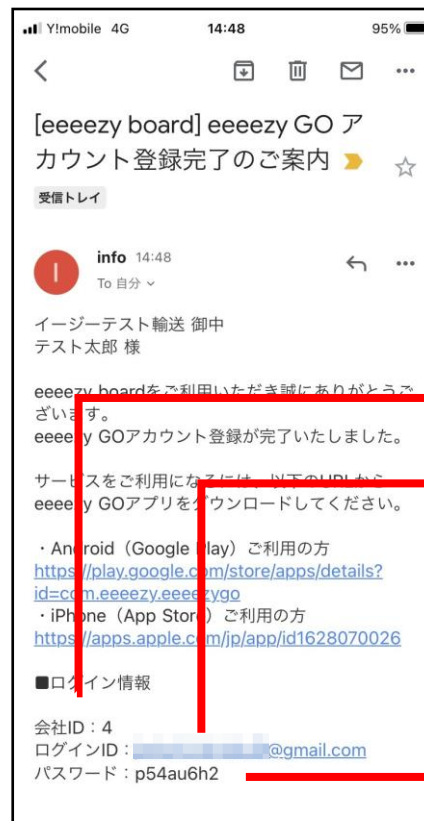 Y!mobile 4G 14:48 95%
[eeeezy board] eeeezy GO ア
カウント登録完了のご案内
受信トレイ
I
info 14:48
To 自分
イージーテスト輸送 御中
テスト太郎 様
eeeezy boardをご利用いただき誠にありがとうご
ざいます。
eeeezy GOアカウント登録が完了いたしました。
サービスをご利用になるには、以下のURLから
eeeezy GOアプリをダウンロードしてください。
・Android（Google Play）ご利用の方
https://play.google.com/store/apps/details?
id=com.eeeezy.eeeezygo
・iPhone（App Store）ご利用の方
https://apps.apple.com/jp/app/id1628070026
■ログイン情報
会社ID：4
ログインID：@gmail.com
パスワード：p54au6h2